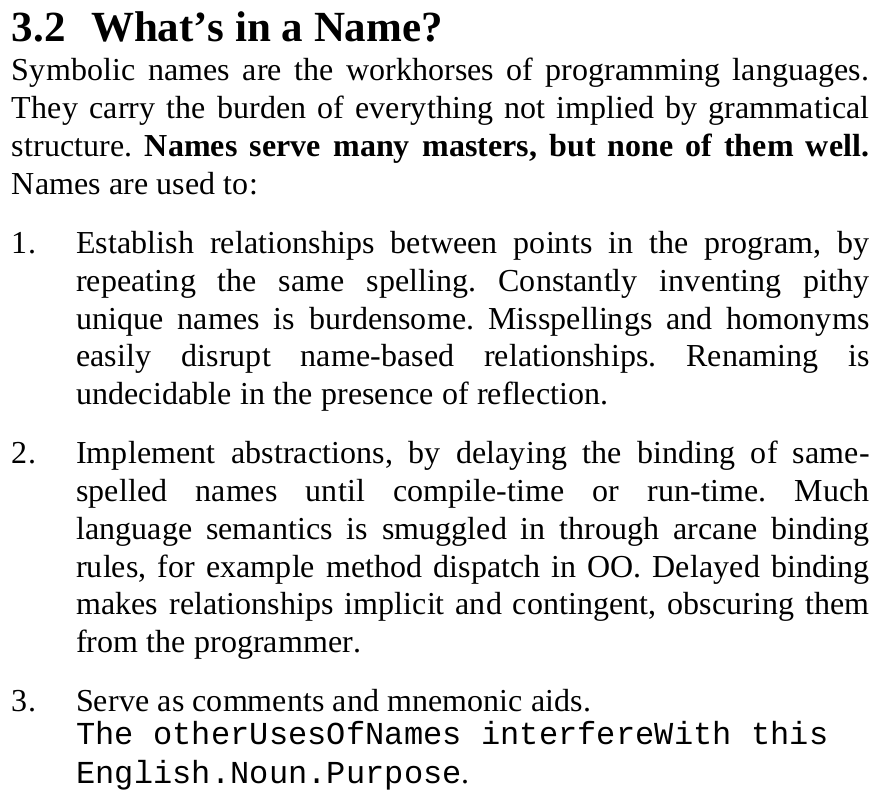 3.2 What’s in a Name?
Symbolic names are the workhorses of programming languages.
They carry the burden of everything not implied by grammatical
structure. Names serve many masters, but none of them well.
Names are used to:
1. Establish relationships between points in the program, by
repeating the same spelling. Constantly inventing pithy
unique names is burdensome. Misspellings and homonyms
easily disrupt name-based relationships. Renaming is
undecidable in the presence of reflection.
2. Implement abstractions, by delaying the binding of same-
spelled names until compile-time or run-time. Much
language semantics is smuggled in through arcane binding
rules, for example method dispatch in OO. Delayed binding
makes relationships implicit and contingent, obscuring them
from the programmer.
3. Serve as comments and mnemonic aids.
The otherUsesOfNames interfereWith this
English.Noun.Purpose.